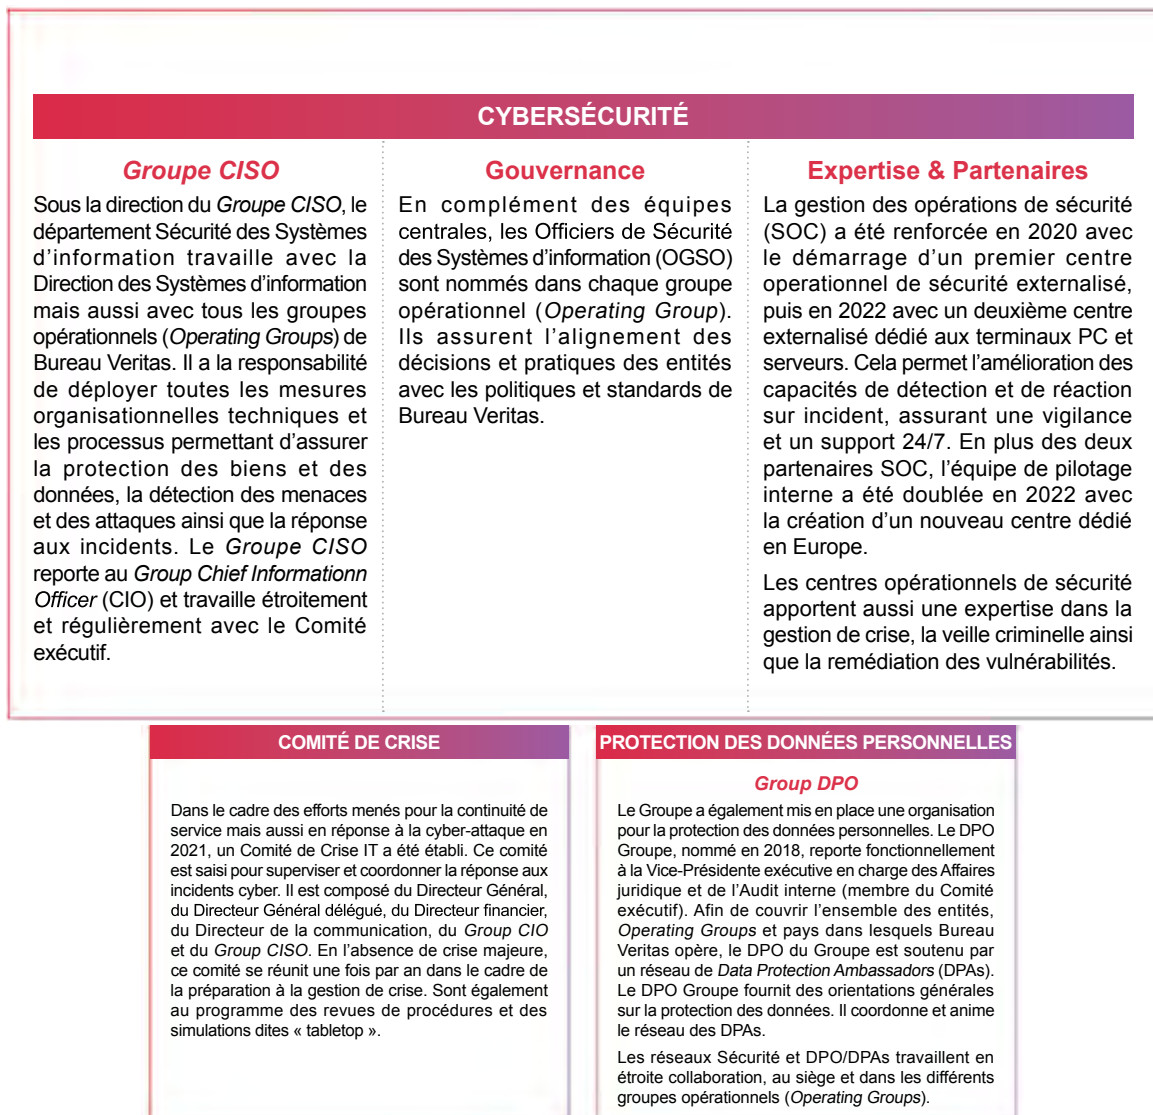 CYBERSÉCURITÉ
Groupe CISO
Sous la direction du Groupe CISO, le
département Sécurité des Systèmes
d’information travaille avec la
Direction des Systèmes d’information
mais aussi avec tous les groupes
opérationnels (Operating Groups) de
Bureau Veritas. Il a la responsabilité
de déployer toutes les mesures
organisationnelles techniques et
les processus permettant d’assurer
la protection des biens et des
données, la détection des menaces
et des attaques ainsi que la réponse
aux incidents. Le Groupe CISO
reporte au Group Chief Informationn
Officer (CIO) et travaille étroitement
et régulièrement avec le Comité
exécutif.
Gouvernance
En complément des équipes
centrales, les Officiers de Sécurité
des Systèmes d’information (OGSO)
sont nommés dans chaque groupe
opérationnel (Operating Group).
Ils assurent l’alignement des
décisions et pratiques des entités
avec les politiques et standards de
Bureau Veritas.
Expertise & Partenaires
La gestion des opérations de sécurité
(SOC) a été renforcée en 2020 avec
le démarrage d’un premier centre
operationnel de sécurité externalisé,
puis en 2022 avec un deuxième centre
externalisé dédié aux terminaux PC et
serveurs. Cela permet l’amélioration des
capacités de détection et de réaction
sur incident, assurant une vigilance
et un support 24/7. En plus des deux
partenaires SOC, l’équipe de pilotage
interne a été doublée en 2022 avec
la création d’un nouveau centre dédié
en Europe.
Les centres opérationnels de sécurité
apportent aussi une expertise dans la
gestion de crise, la veille criminelle ainsi
que la remédiation des vulnérabilités.
COMITÉ DE CRISE
Dans le cadre des efforts menés pour la continuité de
service mais aussi en réponse à la cyber-attaque en
2021, un Comité de Crise IT a été établi. Ce comité
est saisi pour superviser et coordonner la réponse aux
incidents cyber. Il est composé du Directeur Général,
du Directeur Général délégué, du Directeur financier,
du Directeur de la communication, du Group CIO
et du Group CISO. En l’absence de crise majeure,
ce comité se réunit une fois par an dans le cadre de
la préparation à la gestion de crise. Sont également
au programme des revues de procédures et des
simulations dites « tabletop ».
PROTECTION DES DONNÉES PERSONNELLES
Group DPO
Le Groupe a également mis en place une organisation
pour la protection des données personnelles. Le DPO
Groupe, nommé en 2018, reporte fonctionnellement
à la Vice-Présidente exécutive en charge des Affaires
juridique et de l’Audit interne (membre du Comité
exécutif). Afin de couvrir l’ensemble des entités,
Operating Groups et pays dans lesquels Bureau
Veritas opère, le DPO du Groupe est soutenu par
un réseau de Data Protection Ambassadors (DPAs).
Le DPO Groupe fournit des orientations générales
sur la protection des données. Il coordonne et anime
le réseau des DPAs.
Les réseaux Sécurité et DPO/DPAs travaillent en
étroite collaboration, au siège et dans les différents
groupes opérationnels (Operating Groups).